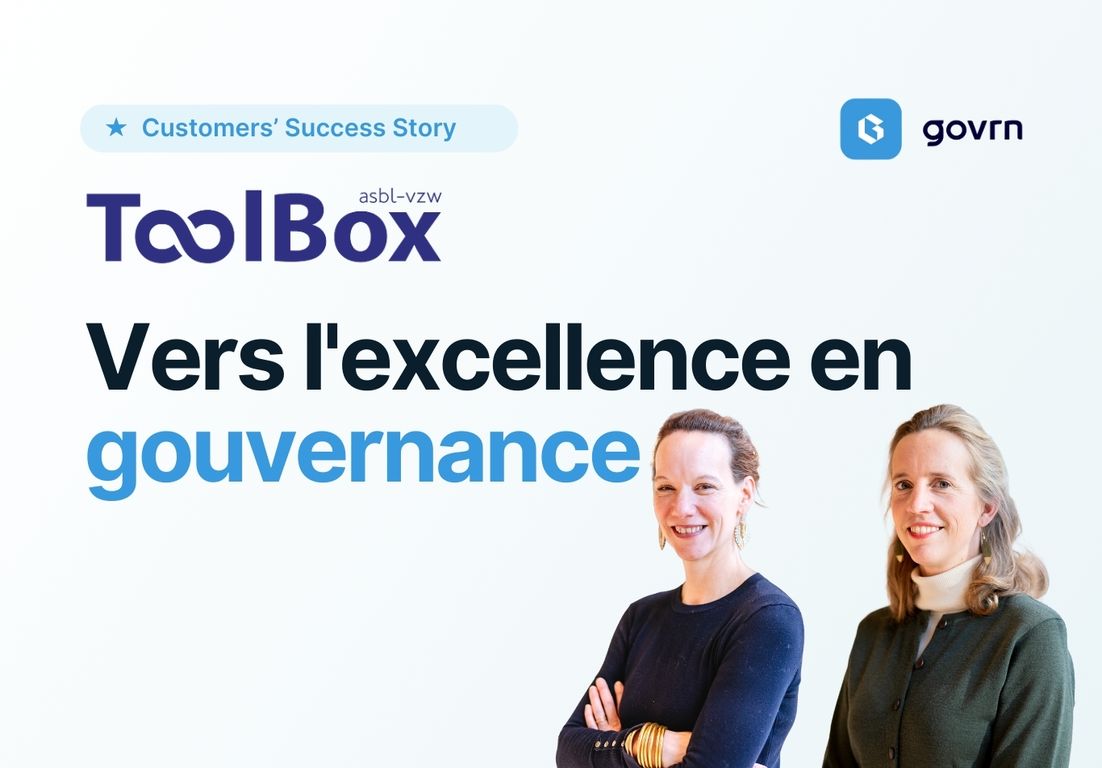 ★ Customers’ Success Story
govrn
asbl-vzw
ToolBox
Vers l'excellence en
gouvernance